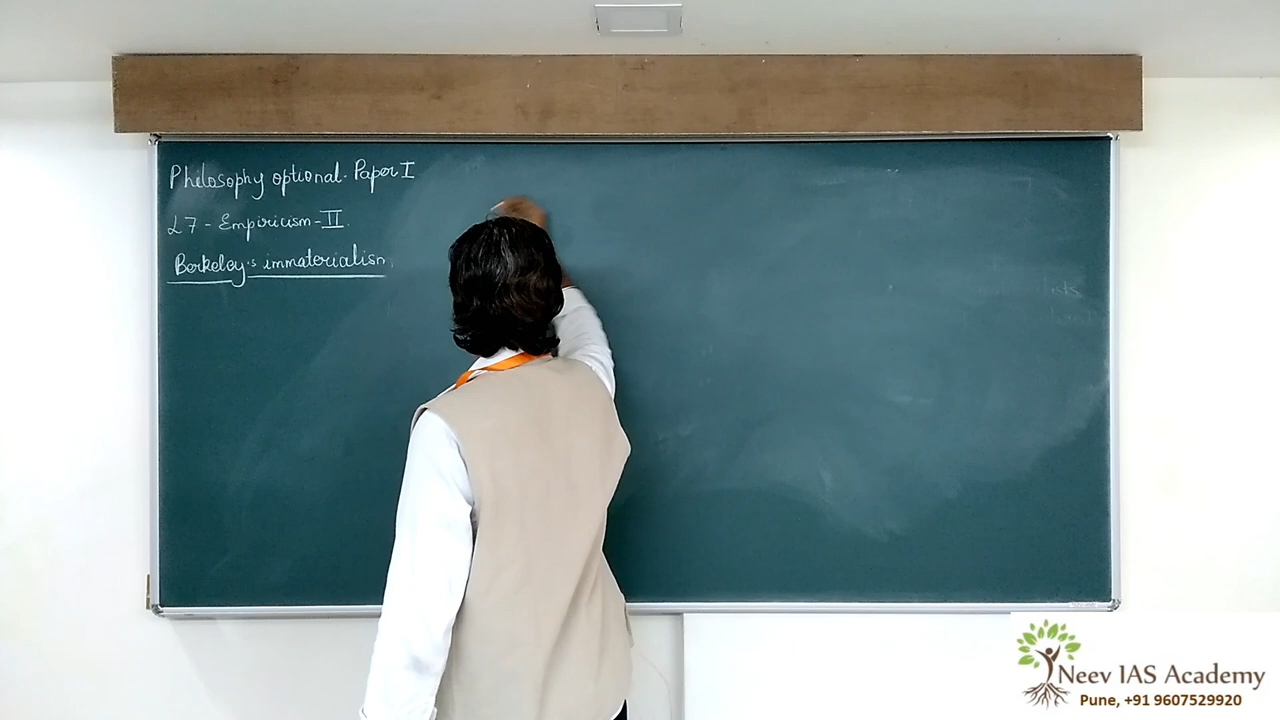 Philosophy optional. Paper I
L7 - Empiricism - II.
Berkeley's immaterialism
Neev IAS Academy
Pune, +91 9607529920